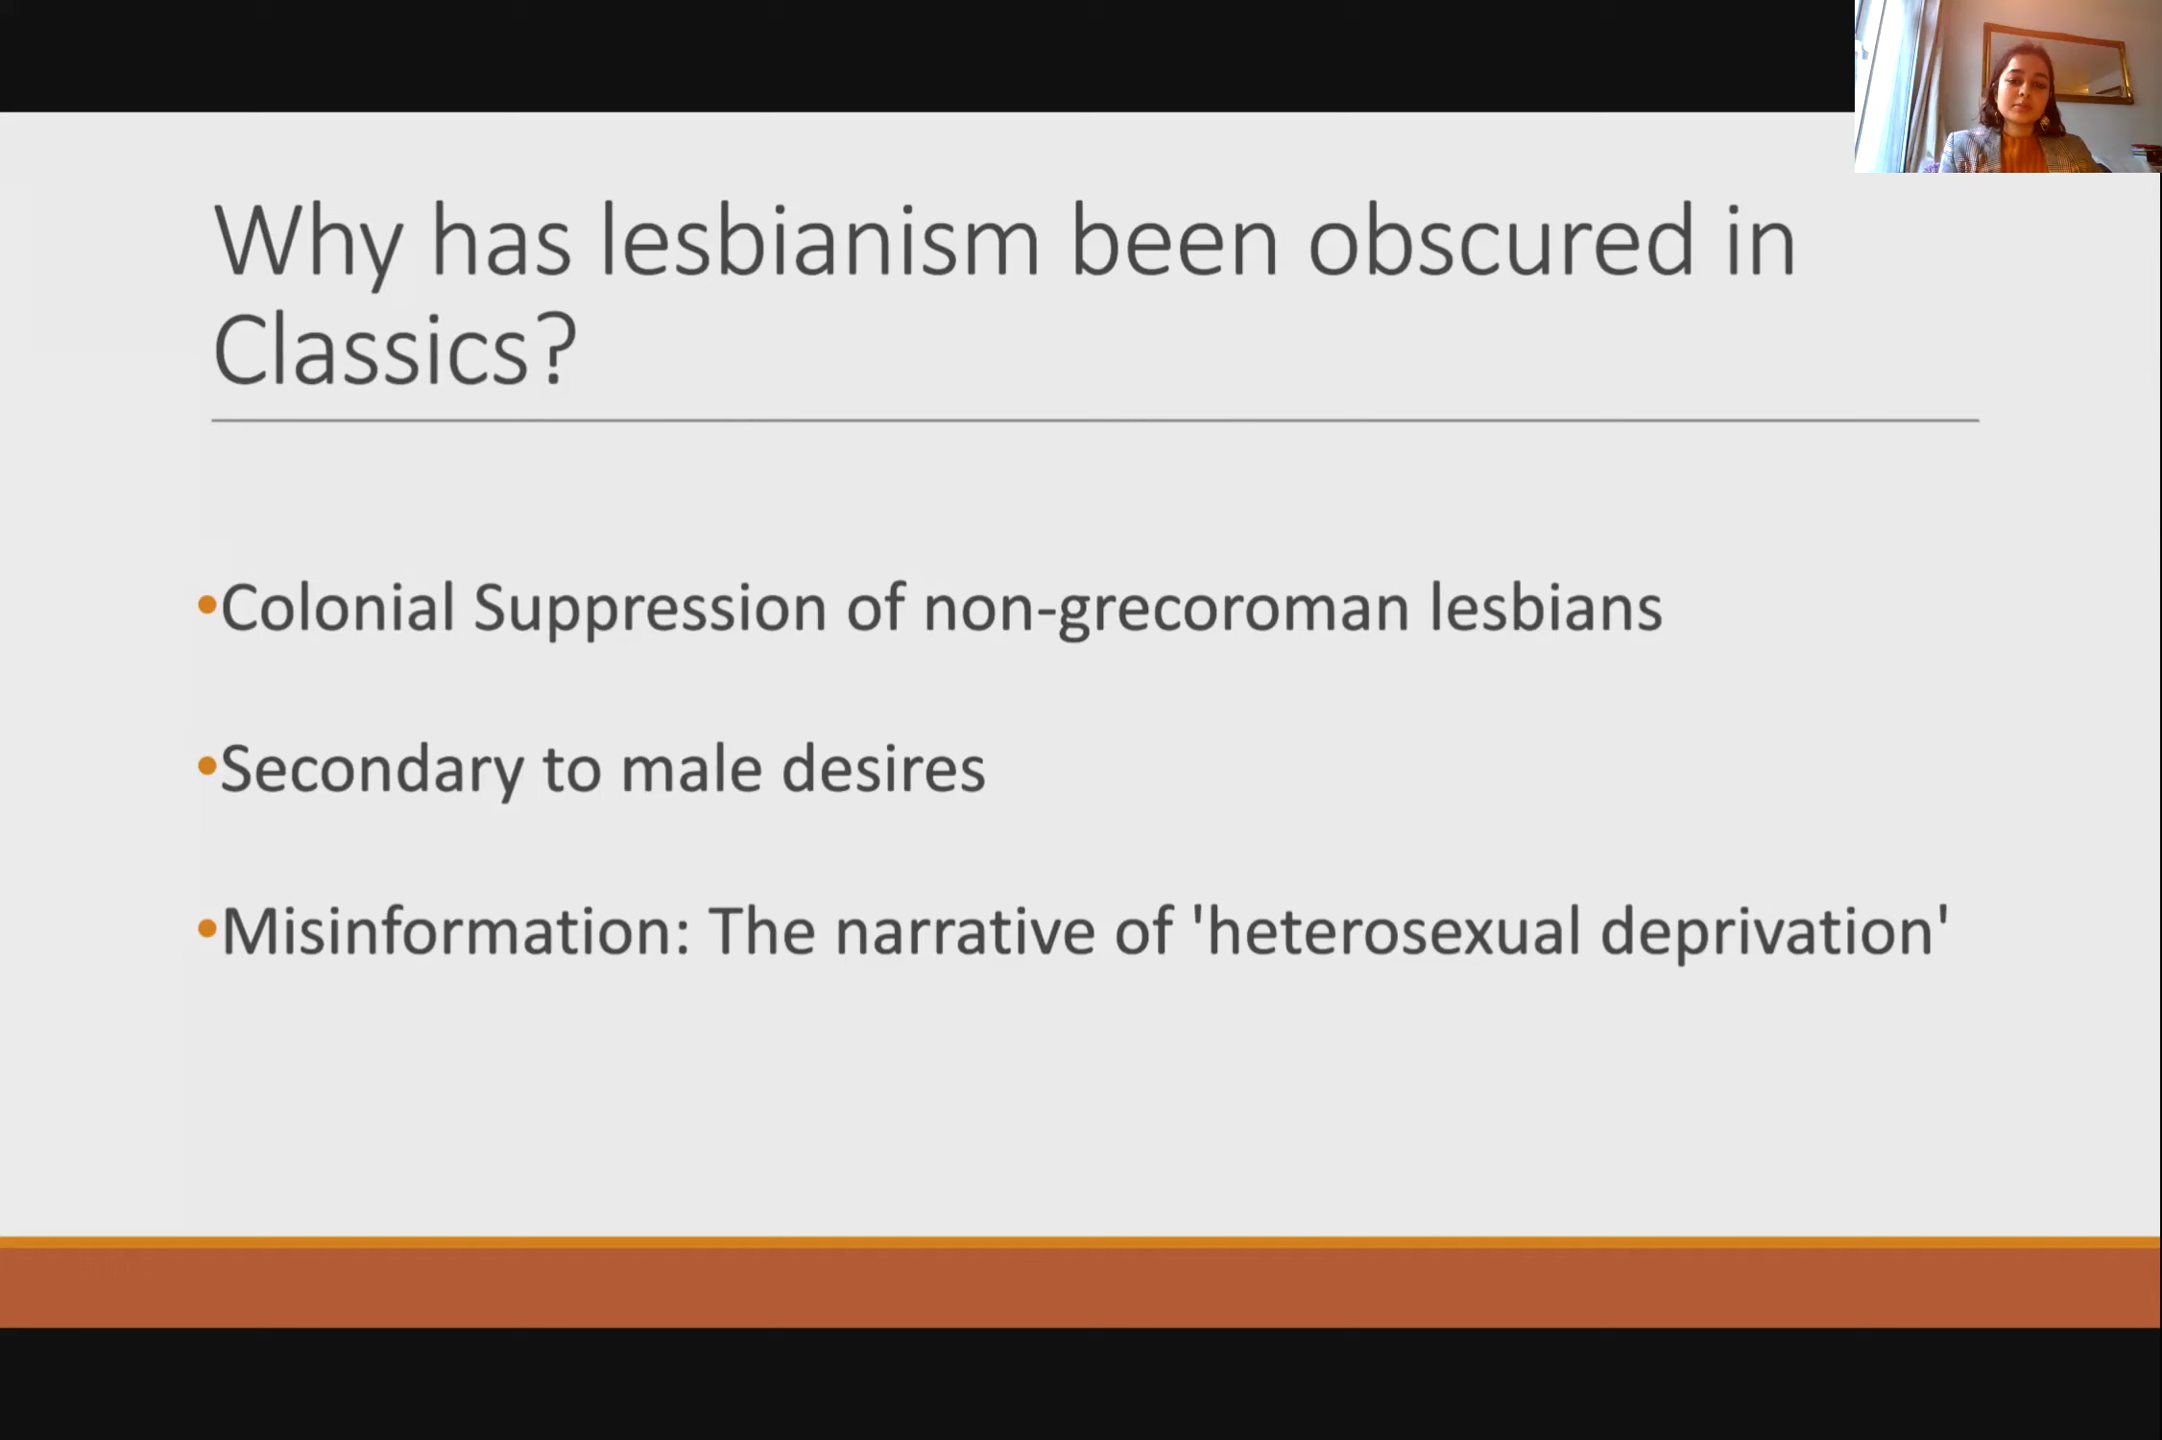 Why has lesbianism been obscured in
Classics?
•Colonial Suppression of non-grecoroman lesbians
•Secondary to male desires
•Misinformation: The narrative of 'heterosexual deprivation'